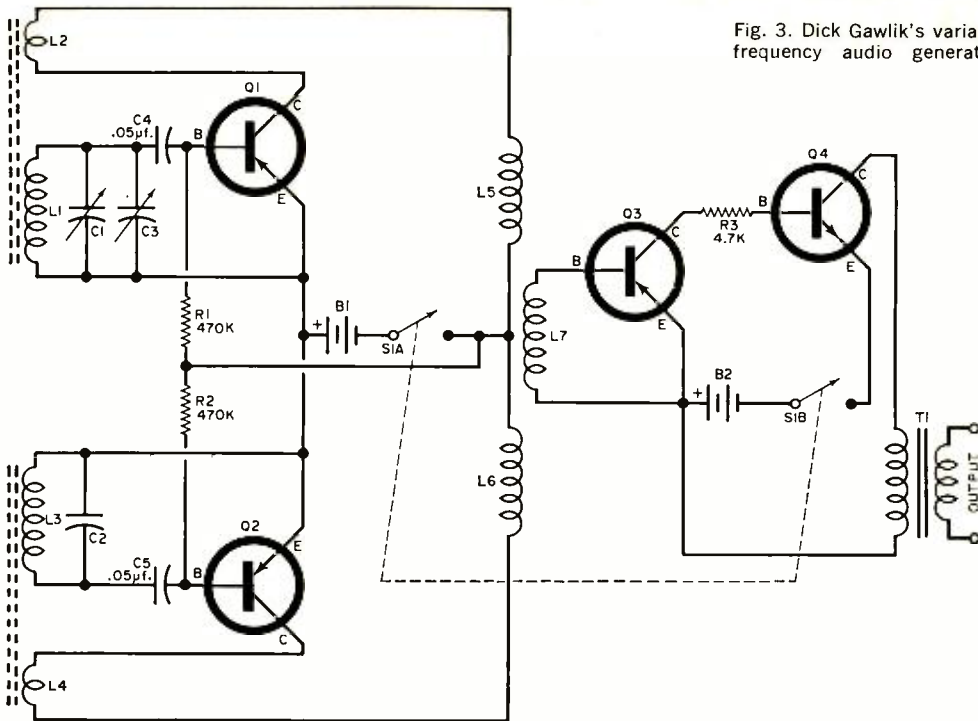 Fig. 3. Dick Gawlik's varia
frequency audio generat
L2
Q1
C
C4
.05µf.
B
E
L1
C1
C3
L5
R1
470K
B1
+
S1A
R2
470K
L3
C2
C5
.05µf.
Q2
B
E
C
L4
L6
L7
Q3
B
C
E
R3
4.7K
Q4
B
C
E
B2
+
S1B
T1
OUTPUT